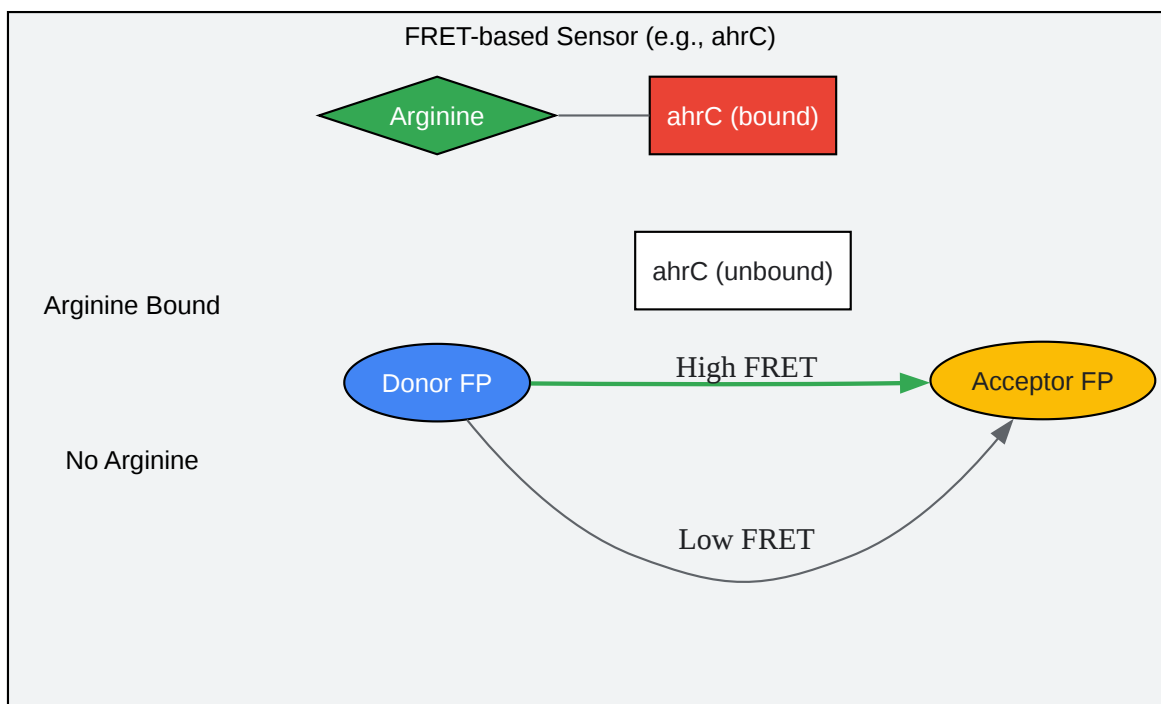 FRET-based Sensor (e.g., ahrC)
Arginine
ahrC (bound)
ahrC (unbound)
Arginine Bound
High FRET
Donor FP
Acceptor FP
No Arginine
Low FRET